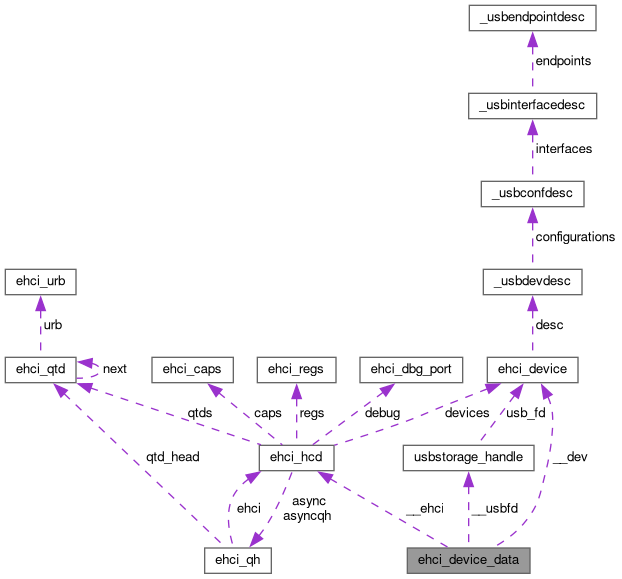 _usbendpointdesc
endpoints
_usbinterfacedesc
interfaces
_usbconfdesc
configurations
ehci_urb
_usbdevdesc
urb
desc
ehci_qtd
next
ehci_caps
ehci_regs
ehci_dbg_port
ehci_device
qtds
caps
regs
debug
devices
usb_fd
qtd_head
ehci_hcd
usbstorage_handle
__dev
ehci
async
asyncqh
__ehci
__usbfd
ehci_qh
ehci_device_data